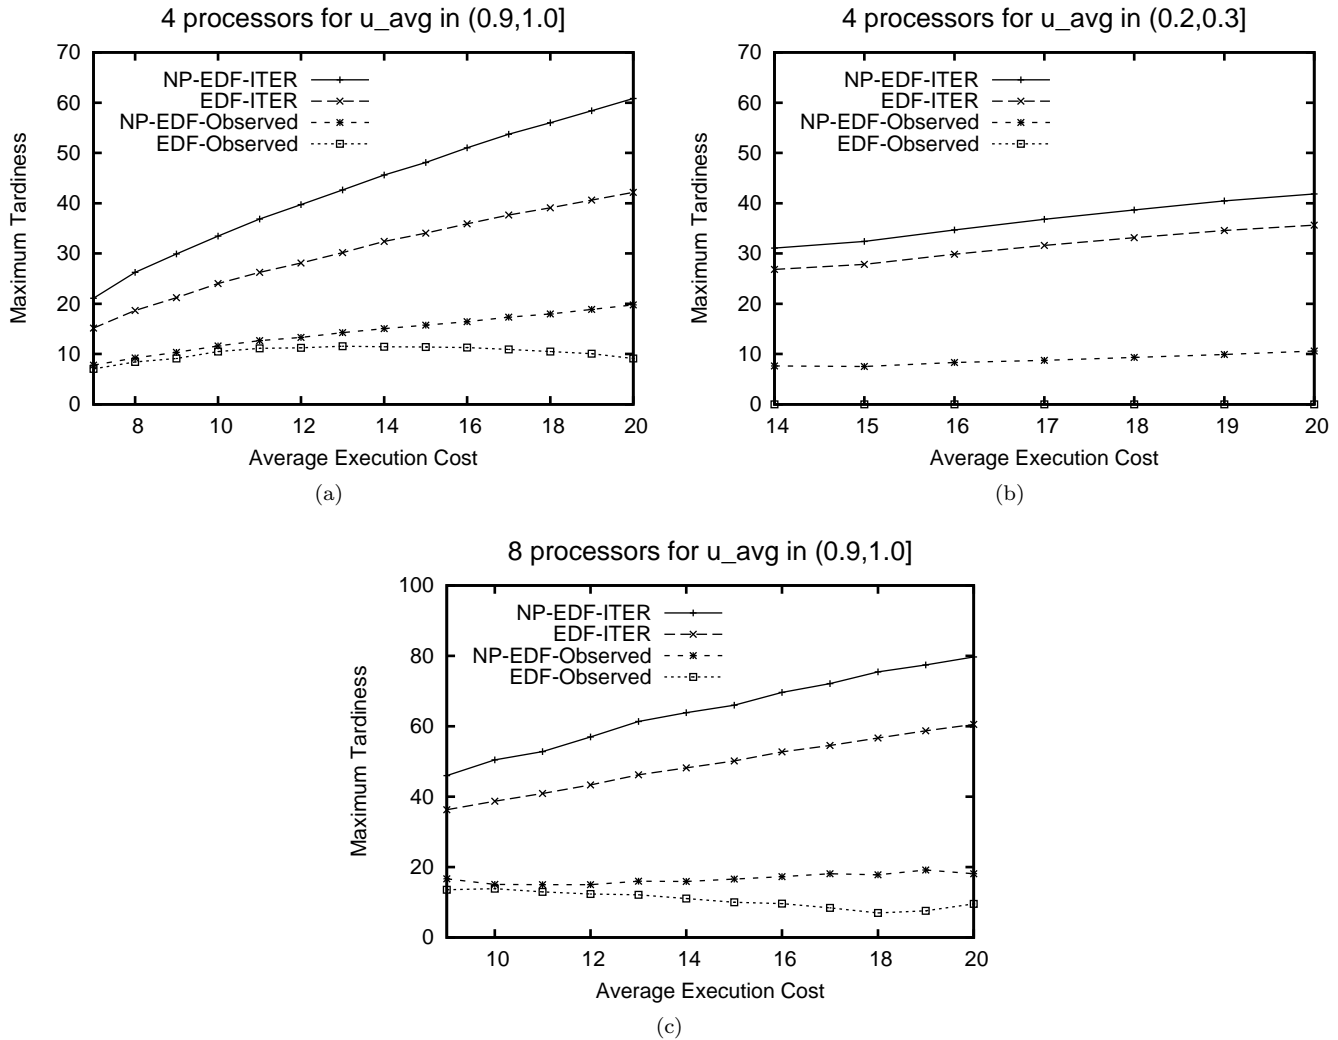 4 processors for u_avg in (0.9,1.0]
70
60
50
40
30
20
10
0
Maximum Tardiness
NP-EDF-ITER
EDF-ITER
NP-EDF-Observed
EDF-Observed
8 10 12 14 16 18 20
Average Execution Cost
(a)
4 processors for u_avg in (0.2,0.3]
70
60
50
40
30
20
10
0
Maximum Tardiness
NP-EDF-ITER
EDF-ITER
NP-EDF-Observed
EDF-Observed
14 15 16 17 18 19 20
Average Execution Cost
(b)
8 processors for u_avg in (0.9,1.0]
100
80
60
40
20
0
Maximum Tardiness
NP-EDF-ITER
EDF-ITER
NP-EDF-Observed
EDF-Observed
10 12 14 16 18 20
Average Execution Cost
(c)